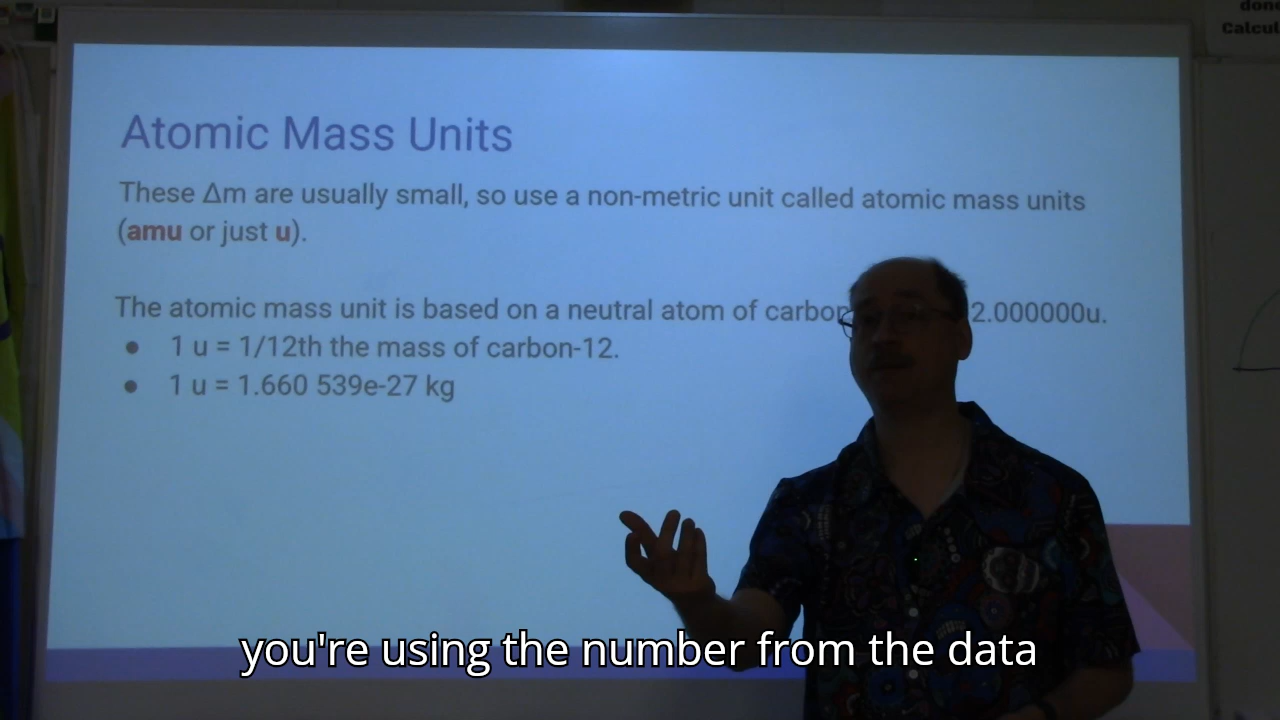 done
Calcul
Atomic Mass Units
These Δm are usually small, so use a non-metric unit called atomic mass units
(amu or just u).
The atomic mass unit is based on a neutral atom of carbon 2.000000u.
● 1 u = 1/12th the mass of carbon-12.
● 1 u = 1.660 539e-27 kg
you're using the number from the data